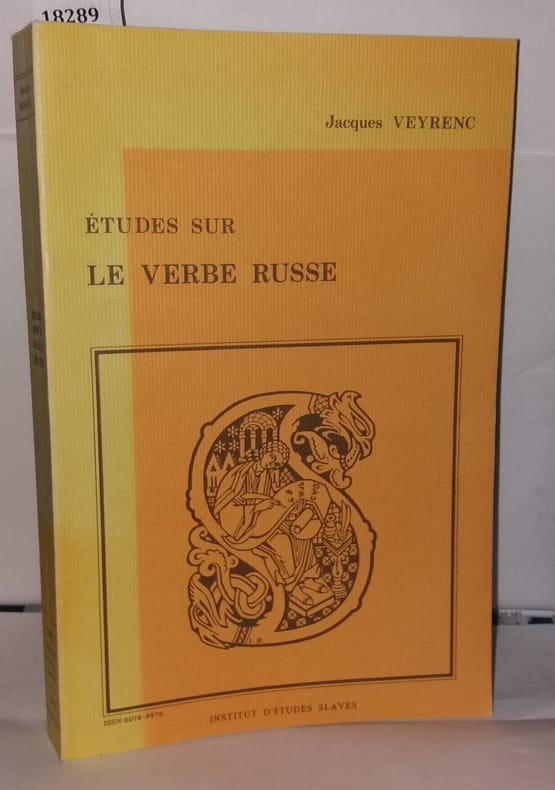 18289
Jacques VEYRENC
ÉTUDES SUR
LE VERBE RUSSE
ISSN 0078-9976
INSTITUT D'ÉTUDES SLAVES